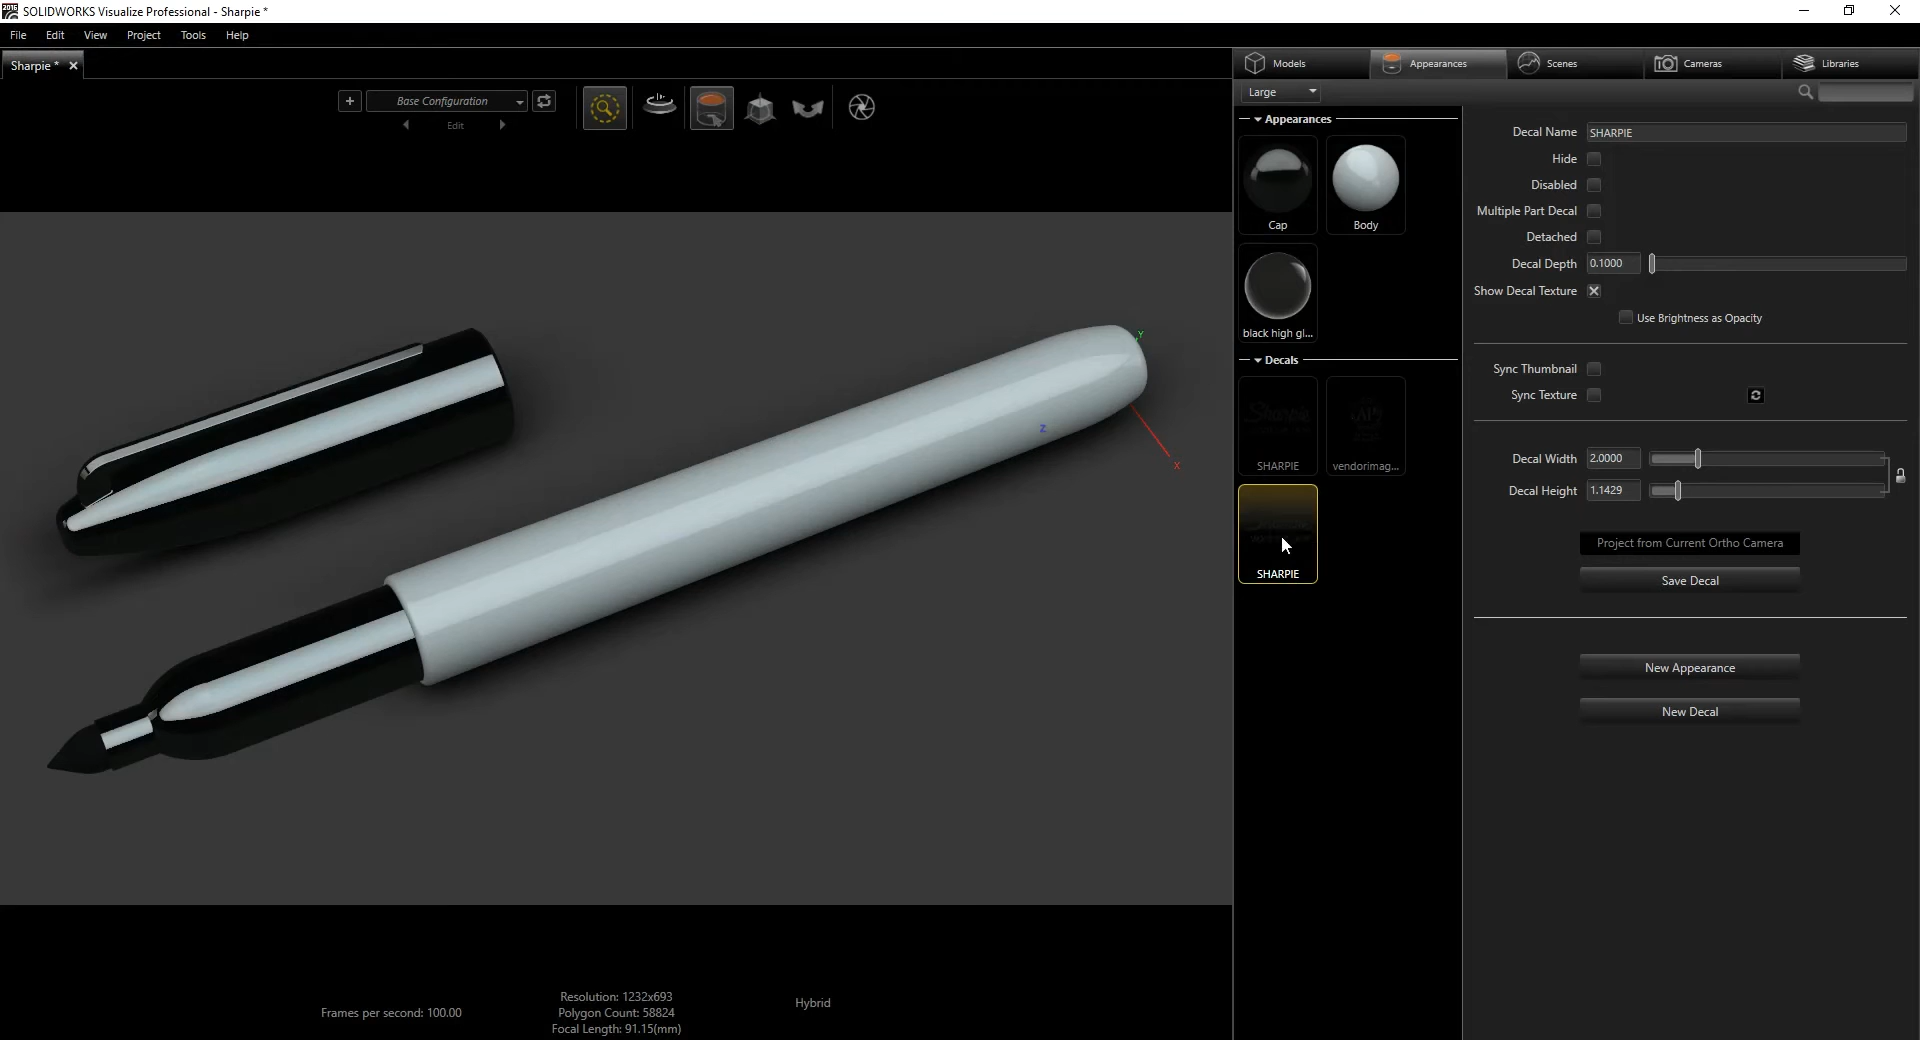 SOLIDWORKS Visualize Professional - Sharpie *
File Edit View Project Tools Help
Sharpie *
Base Configuration
Edit
Models Appearances Scenes Cameras Libraries
Large
Appearances
Cap Body
black high gl...
Decals
SHARPIE vendorimag...
SHARPIE
Decal Name SHARPIE
Hide
Disabled
Multiple Part Decal
Detached
Decal Depth 0.1000
Show Decal Texture
Use Brightness as Opacity
Sync Thumbnail
Sync Texture
Decal Width 2.0000
Decal Height 1.1429
Project from Current Ortho Camera
Save Decal
New Appearance
New Decal
Y
Z
X
Frames per second: 100.00
Resolution: 1232x693
Polygon Count: 58824
Focal Length: 91.15(mm)
Hybrid